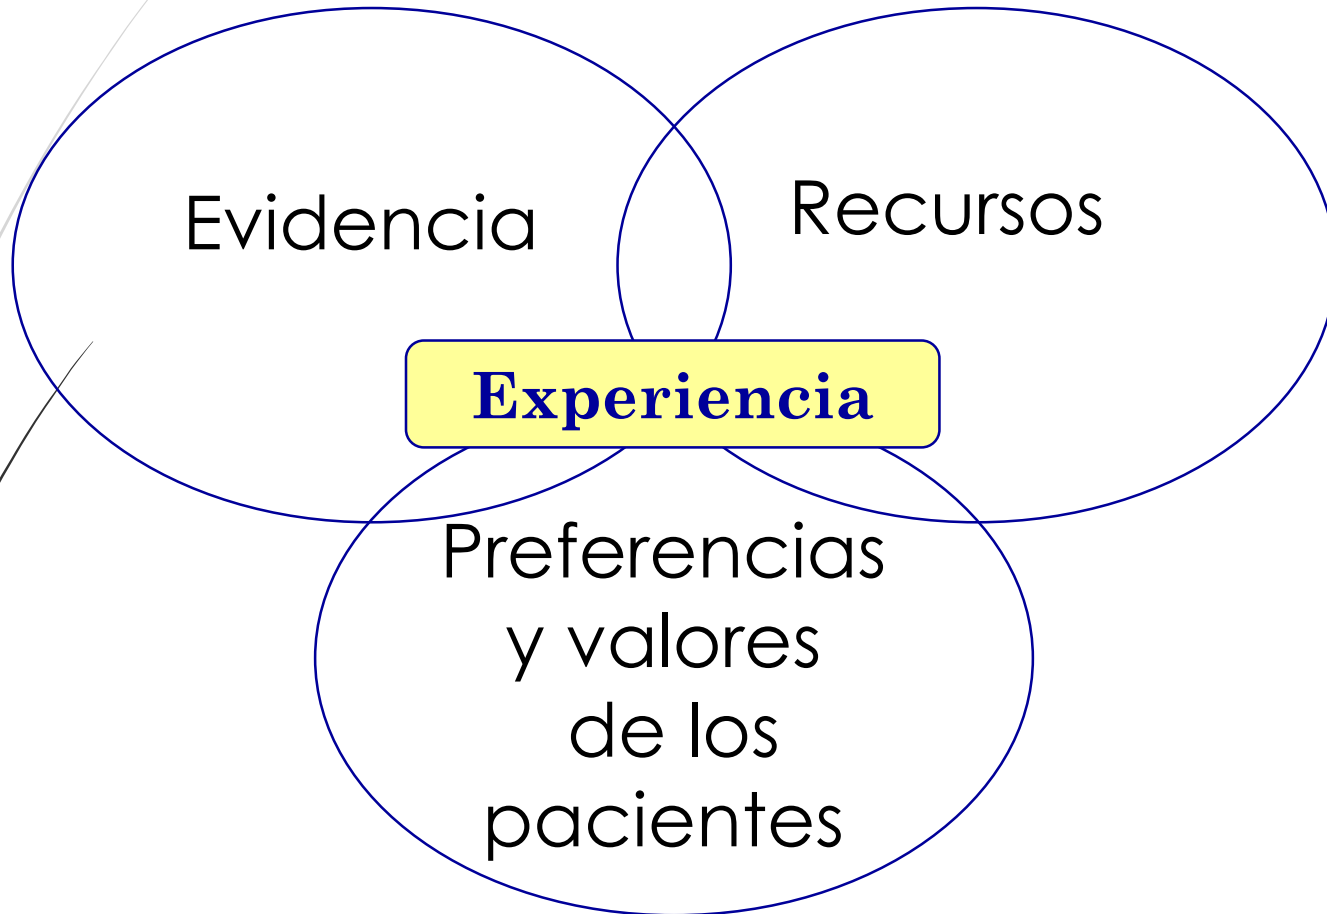 Evidencia
Recursos
Experiencia
Preferencias
y valores
de los
pacientes